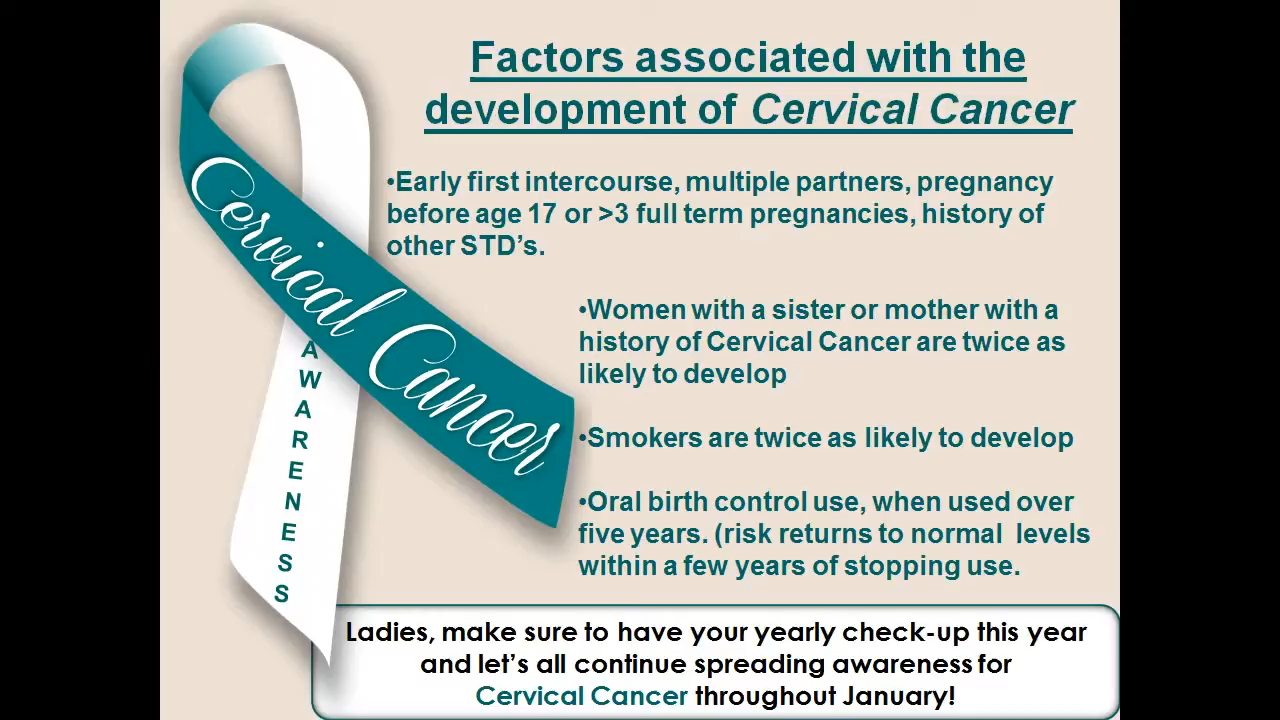 Factors associated with the
development of Cervical Cancer
•Early first intercourse, multiple partners, pregnancy
before age 17 or >3 full term pregnancies, history of
other STD’s.
•Women with a sister or mother with a
history of Cervical Cancer are twice as
likely to develop
•Smokers are twice as likely to develop
•Oral birth control use, when used over
five years. (risk returns to normal levels
within a few years of stopping use.
Cervical Cancer
AWARENESS
Ladies, make sure to have your yearly check-up this year
and let’s all continue spreading awareness for
Cervical Cancer throughout January!